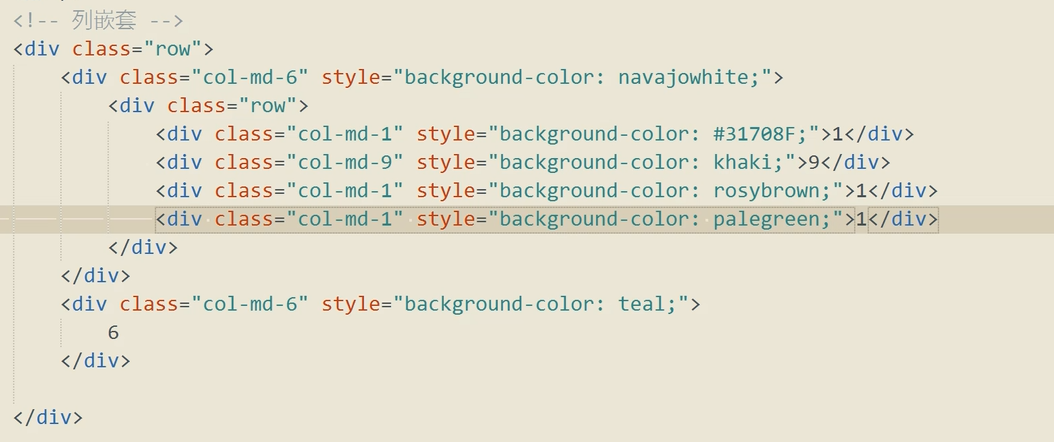 <!-- 列嵌套 -->
<div class="row">
    <div class="col-md-6" style="background-color: navajowhite;">
        <div class="row">
            <div class="col-md-1" style="background-color: #31708F;">1</div>
            <div class="col-md-9" style="background-color: khaki;">9</div>
            <div class="col-md-1" style="background-color: rosybrown;">1</div>
            <div class="col-md-1" style="background-color: palegreen;">1</div>
        </div>
    </div>
    <div class="col-md-6" style="background-color: teal;">
        6
    </div>

</div>